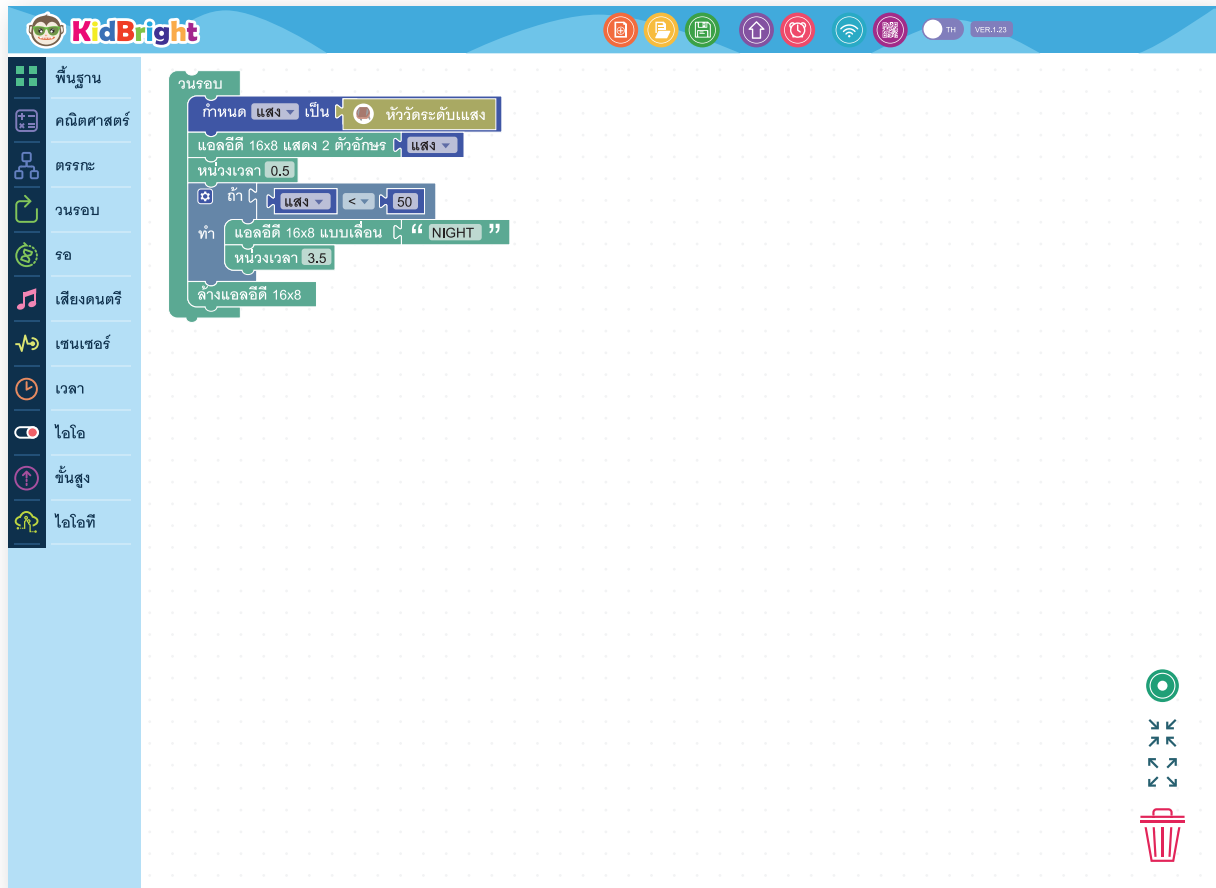 KidBright
TH
VER.1.23
พื้นฐาน
คณิตศาสตร์
ตรรกะ
วนรอบ
รอ
เสียงดนตรี
เซนเซอร์
เวลา
ไอโอ
ขั้นสูง
ไอโอที
วนรอบ
กำหนด แสง เป็น หัววัดระดับแสง
แอลอีดี 16x8 แสดง 2 ตัวอักษร แสง
หน่วงเวลา 0.5
ถ้า แสง < 50
ทำ แอลอีดี 16x8 แบบเลื่อน “ NIGHT ”
หน่วงเวลา 3.5
ล้างแอลอีดี 16x8